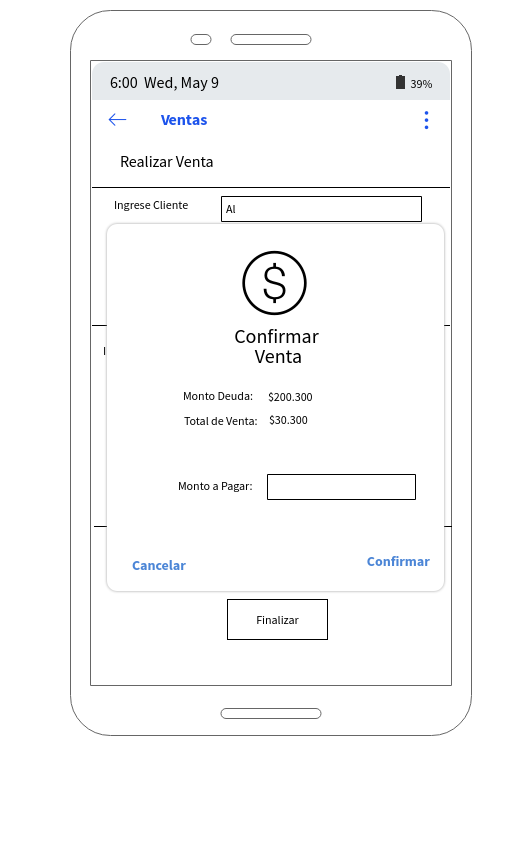 6:00 Wed, May 9 39%
Ventas
Realizar Venta
Ingrese Cliente Al
$
Confirmar
Venta
I
Monto Deuda: $200.300
Total de Venta: $30.300
Monto a Pagar:
Cancelar Confirmar
Finalizar